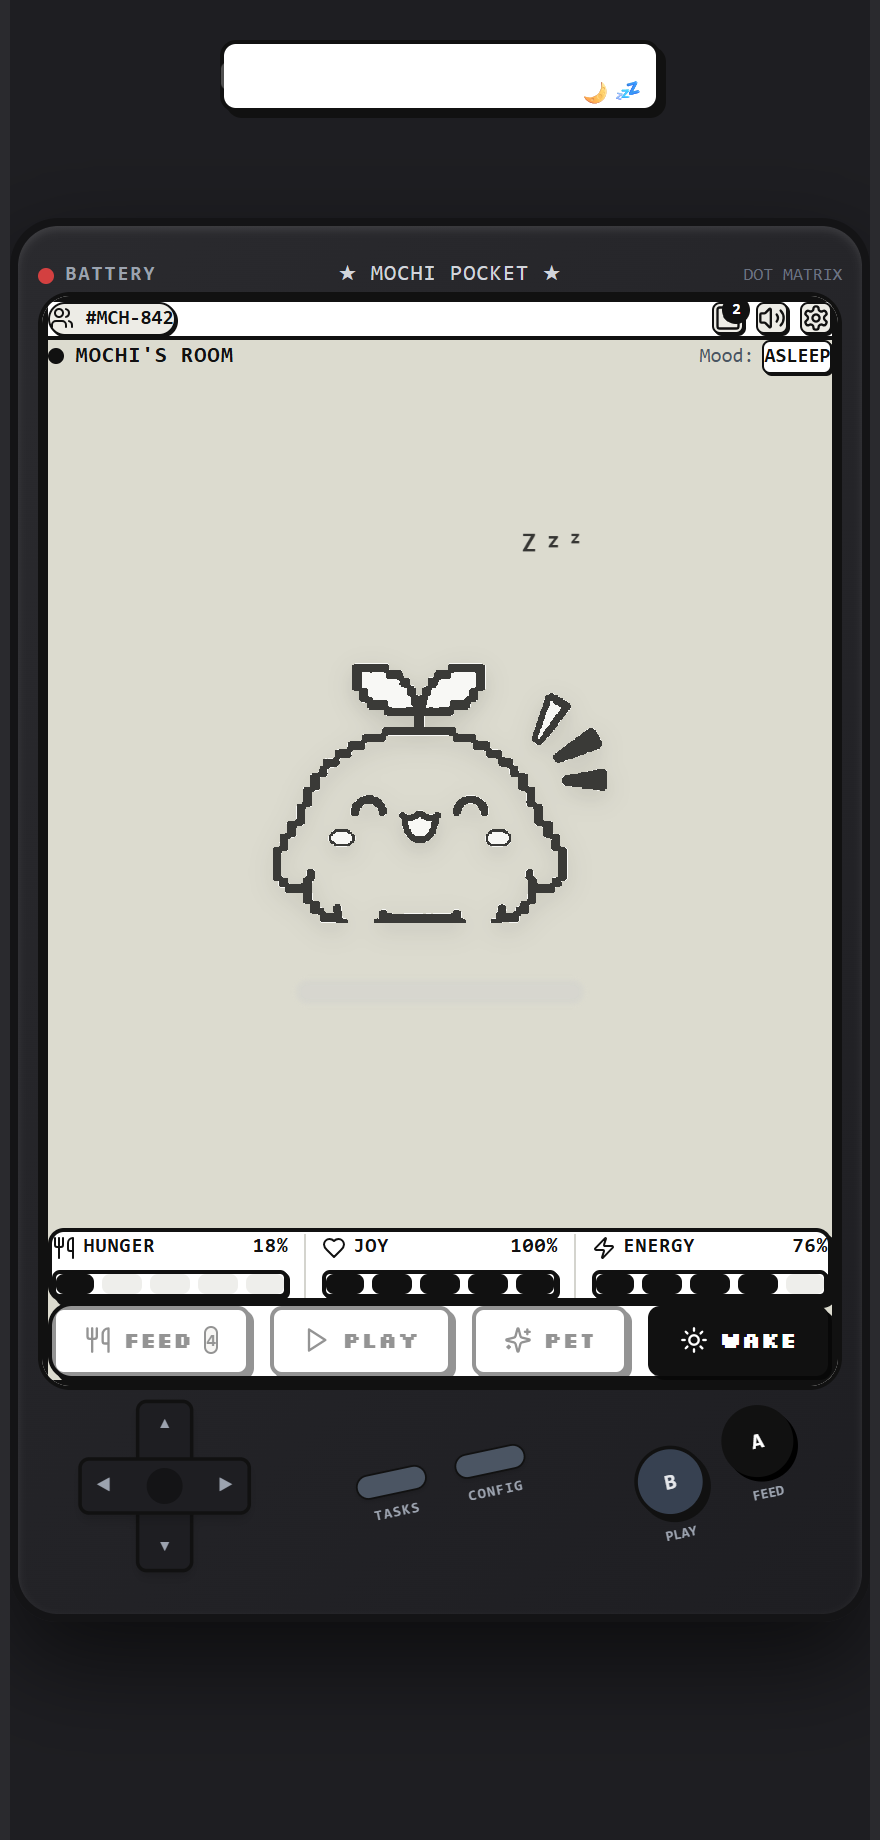 🌙 💤
BATTERY ★ MOCHI POCKET ★ DOT MATRIX
#MCH-842 2
MOCHI'S ROOM Mood: ASLEEP
Z z z
HUNGER 18% JOY 100% ENERGY 76%
FEED 4 PLAY PET WAKE
▲
◀ ▶
▼
TASKS CONFIG
B A
PLAY FEED